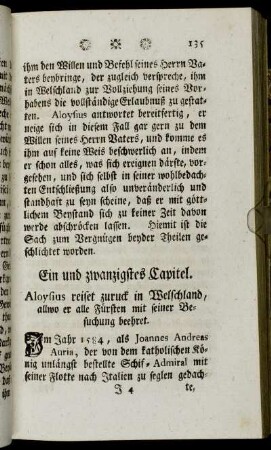 135
ihm den Willen und Befehl seines Herrn Va-
ters beybringe, der zugleich verspreche, ihm
in Welschland zur Vollziehung seines Vor-
habens die vollständige Erlaubnuß zu gestat-
ten. Aloysius antwortet bereitfertig, er
neige sich in diesem Fall gar gern zu dem
Willen seines Herrn Vaters, und komme es
ihm auf keine Weis beschwerlich an, indem
er schon alles, was sich ereignen därfte, vor-
gesehen, und sich selbst in seiner wohlbedach-
ten Entschließung also unveränderlich und
standhaft zu seyn scheine, daß er mit gött-
lichem Beystand sich zu keiner Zeit davon
werde abschröcken lassen. Hiemit ist die
Sach zum Vergnügen beyder Theilen ge-
schlichtet worden.
Ein und zwanzigstes Capitel.
Aloysius reiset zuruck in Welschland,
allwo er alle Fürsten mit seiner Be-
suchung beehret.
Im Jahr 1584, als Joannes Andreas
Auria, der von dem katholischen Kö-
nig unlängst bestellte Schif-Admiral mit
seiner Flotte nach Italien zu seglen gedach-
J 4 te,